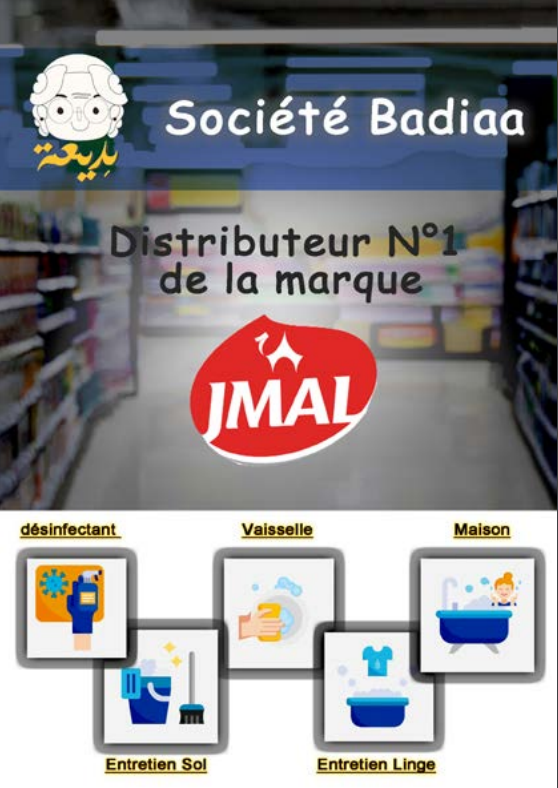 Société Badiaa
بديعة
Distributeur N°1
de la marque
JMAL
désinfectant
Vaisselle
Maison
Entretien Sol
Entretien Linge